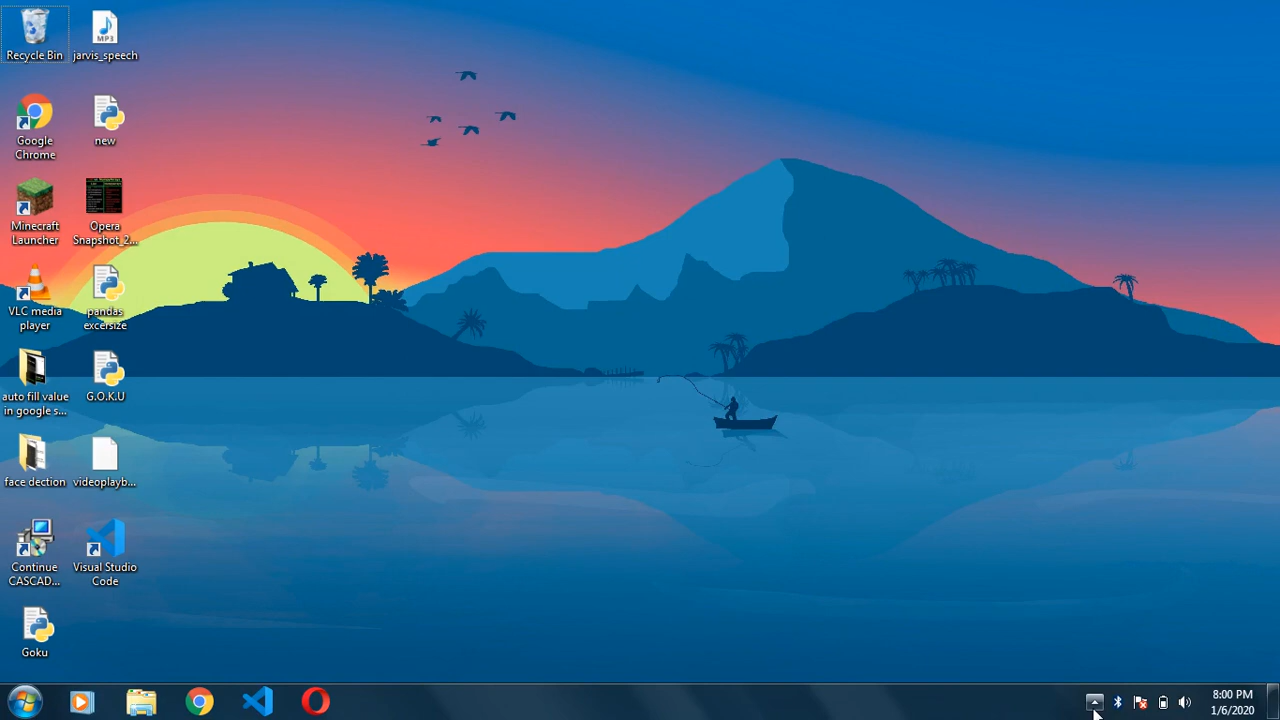 Recycle Bin
jarvis_speech
MP3
Google
Chrome
new
Minecraft
Launcher
Opera
Snapshot_2...
VLC media
player
pandas
excersize
auto fill value
in google s...
G.O.K.U
face dection
videoplayb...
Continue
CASCAD...
Visual Studio
Code
Goku
8:00 PM
1/6/2020